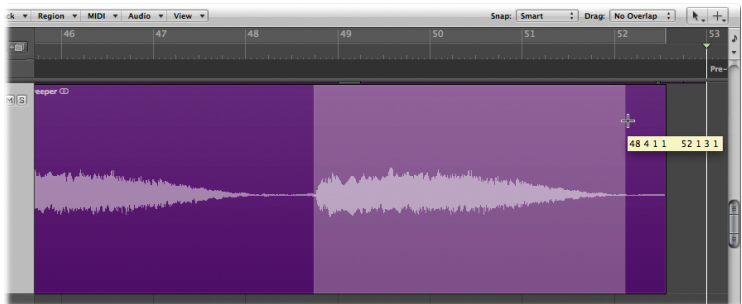 ck Region MIDI Audio View Snap: Smart Drag: No Overlap
46 47 48 49 50 51 52 53
Pre-
eeper
M S
48 4 1 1 52 1 3 1